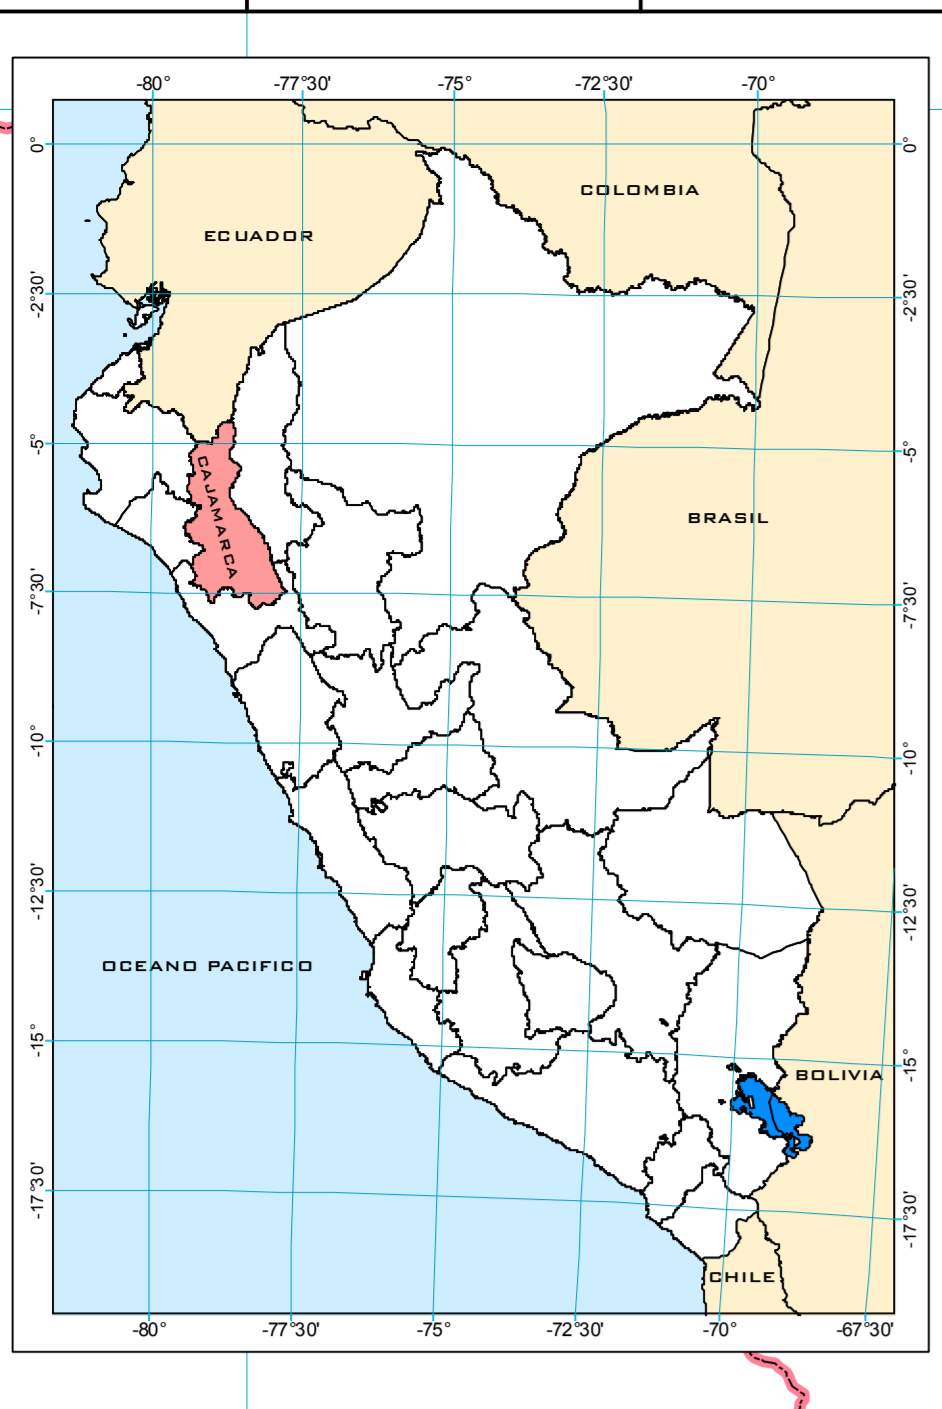 -80° -77°30' -75° -72°30' -70°
0° 0°
COLOMBIA
ECUADOR
-2°30' -2°30'
-5° -5°
CAJAMARCA
BRASIL
-7°30' -7°30'
-10° -10°
-12°30' -12°30'
OCEANO PACIFICO
-15° -15°
BOLIVIA
-17°30' -17°30'
CHILE
-80° -77°30' -75° -72°30' -70° -67°30'